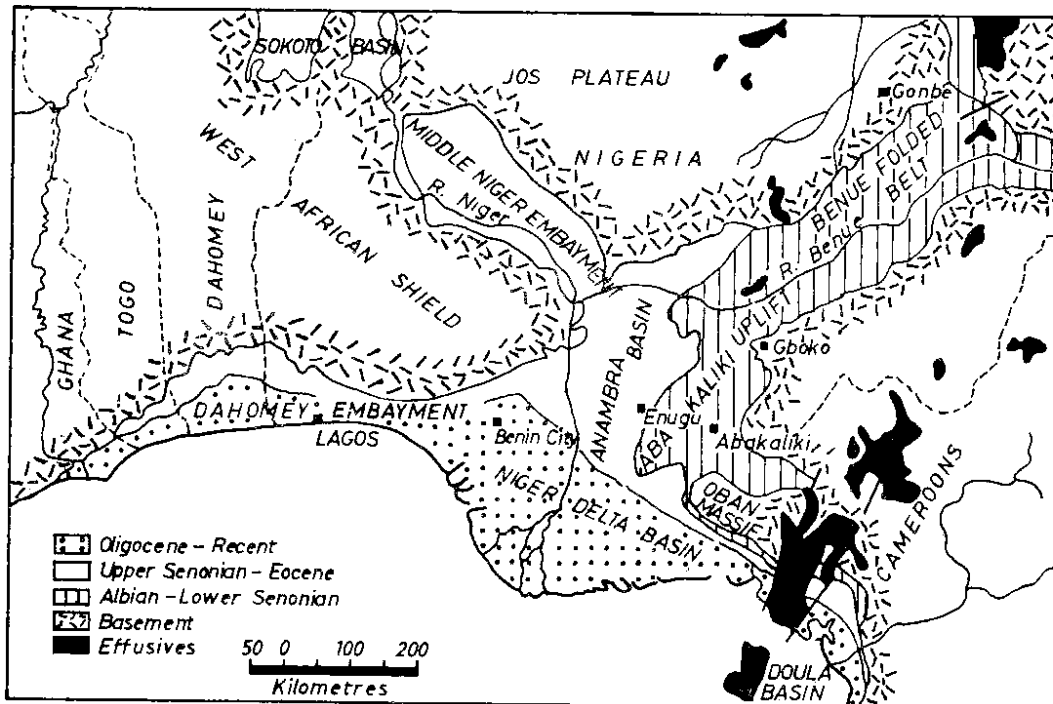 SOKOTO BASIN
JOS PLATEAU
NIGERIA
Gonbe
WEST
AFRICAN
SHIELD
MIDDLE NIGER EMBAYMENT
R. Niger
BENUE FOLDED
BELT
R. Benue
GHANA
TOGO
DAHOMEY
ANAMBRA BASIN
ABAKALIKI UPLIFT
Gboko
Enugu
Abakaliki
DAHOMEY EMBAYMENT
LAGOS
Benin City
NIGER DELTA BASIN
OBAN
MASSIF
CAMEROONS
DOULA
BASIN
Oligocene - Recent
Upper Senonian - Eocene
Albian - Lower Senonian
Basement
Effusives
50 0 100 200
Kilometres